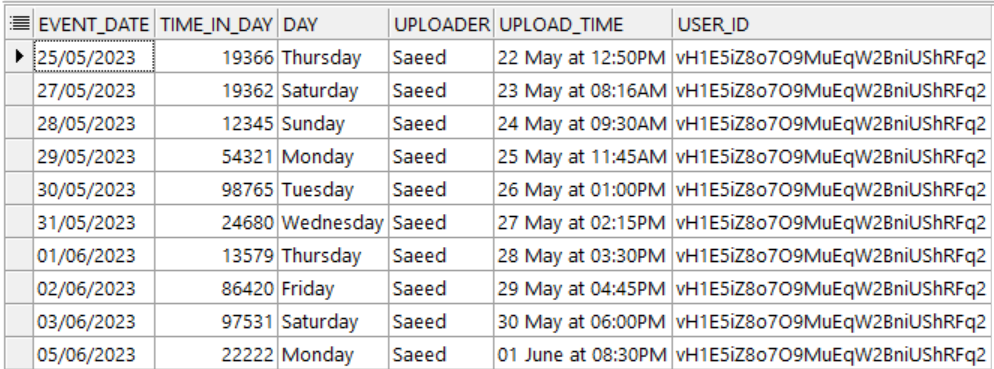 EVENT_DATE TIME_IN_DAY DAY UPLOADER UPLOAD_TIME USER_ID
25/05/2023 19366 Thursday Saeed 22 May at 12:50PM vH1E5iZ8o7O9MuEqW2BniUShRFq2
27/05/2023 19362 Saturday Saeed 23 May at 08:16AM vH1E5iZ8o7O9MuEqW2BniUShRFq2
28/05/2023 12345 Sunday Saeed 24 May at 09:30AM vH1E5iZ8o7O9MuEqW2BniUShRFq2
29/05/2023 54321 Monday Saeed 25 May at 11:45AM vH1E5iZ8o7O9MuEqW2BniUShRFq2
30/05/2023 98765 Tuesday Saeed 26 May at 01:00PM vH1E5iZ8o7O9MuEqW2BniUShRFq2
31/05/2023 24680 Wednesday Saeed 27 May at 02:15PM vH1E5iZ8o7O9MuEqW2BniUShRFq2
01/06/2023 13579 Thursday Saeed 28 May at 03:30PM vH1E5iZ8o7O9MuEqW2BniUShRFq2
02/06/2023 86420 Friday Saeed 29 May at 04:45PM vH1E5iZ8o7O9MuEqW2BniUShRFq2
03/06/2023 97531 Saturday Saeed 30 May at 06:00PM vH1E5iZ8o7O9MuEqW2BniUShRFq2
05/06/2023 22222 Monday Saeed 01 June at 08:30PM vH1E5iZ8o7O9MuEqW2BniUShRFq2